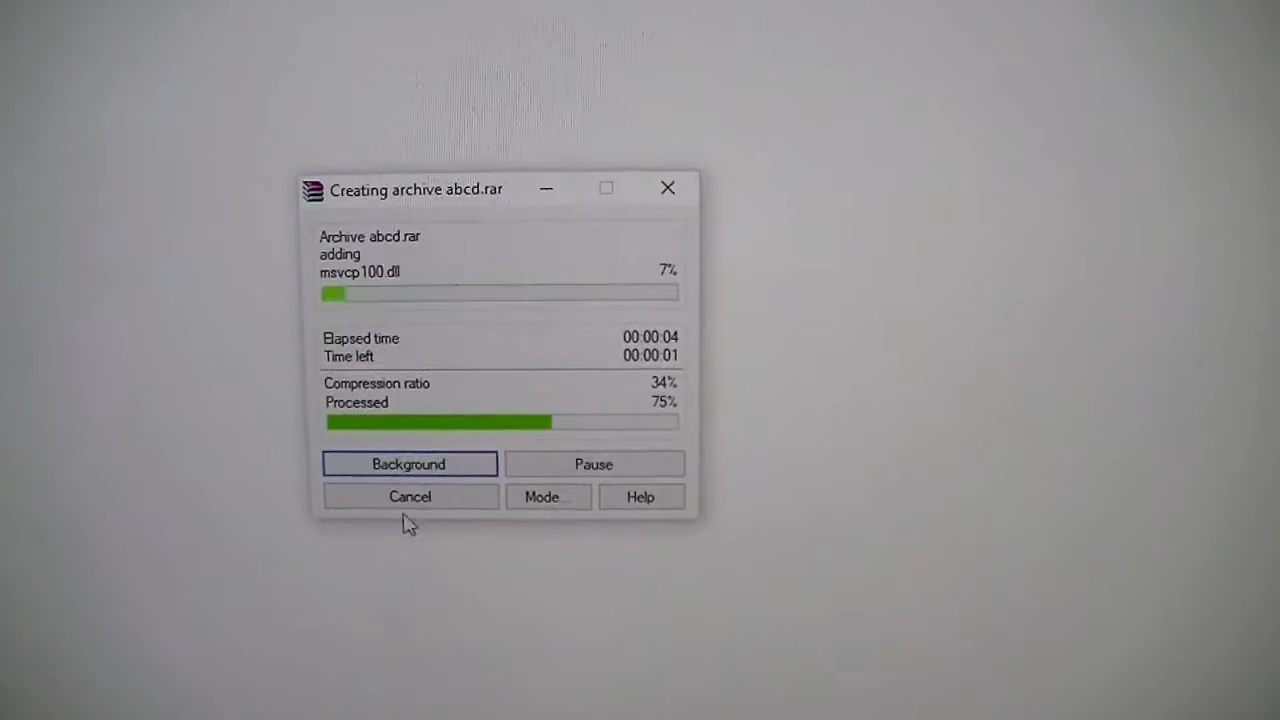 Creating archive abcd.rar
Archive abcd.rar
adding
msvcp100.dll 7%
Elapsed time 00:00:04
Time left 00:00:01
Compression ratio 34%
Processed 75%
Background Pause
Cancel Mode... Help